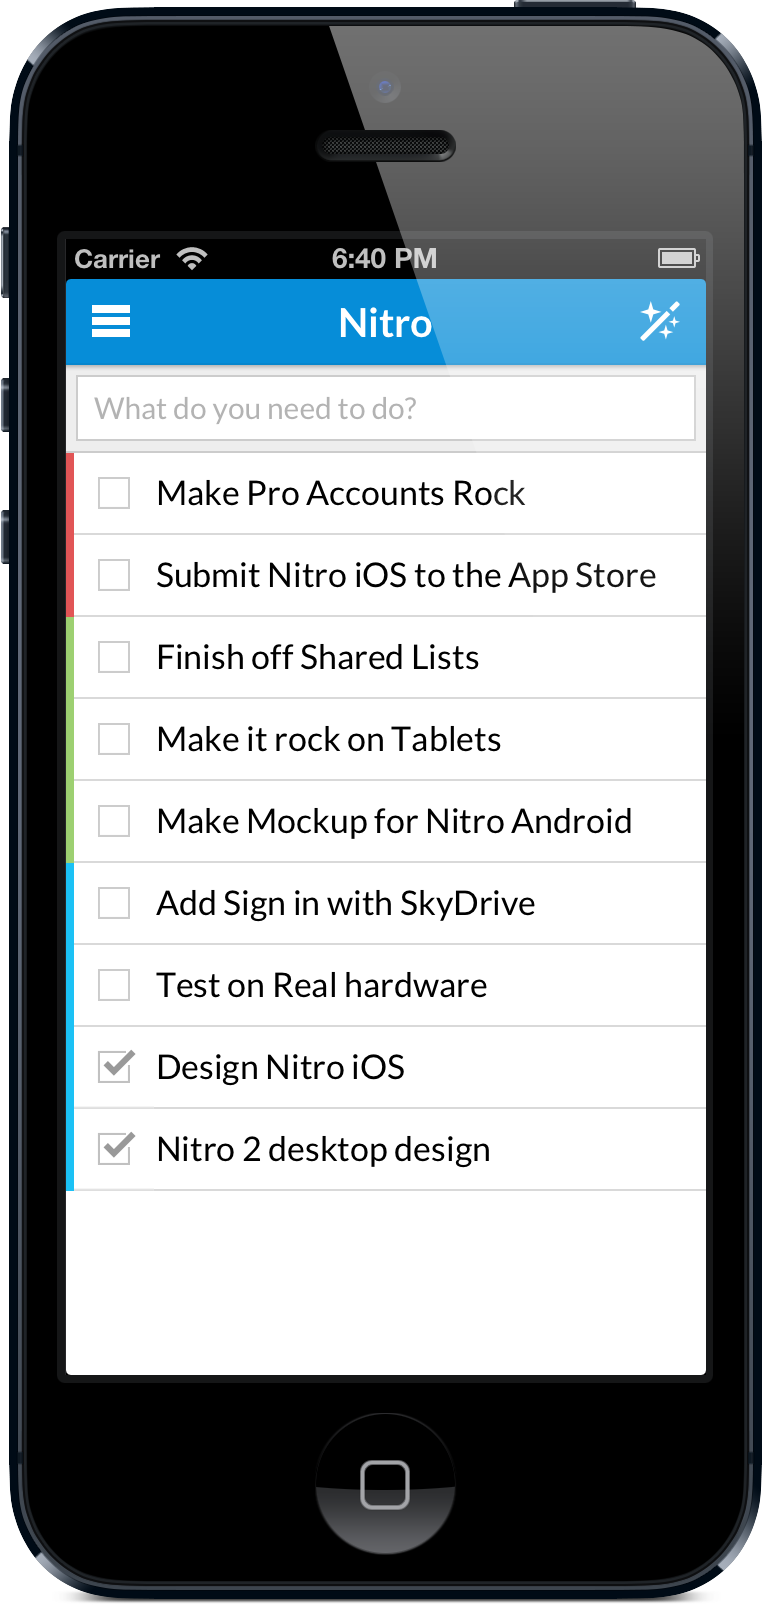 Carrier 6:40 PM
Nitro
What do you need to do?
Make Pro Accounts Rock
Submit Nitro iOS to the App Store
Finish off Shared Lists
Make it rock on Tablets
Make Mockup for Nitro Android
Add Sign in with SkyDrive
Test on Real hardware
Design Nitro iOS
Nitro 2 desktop design